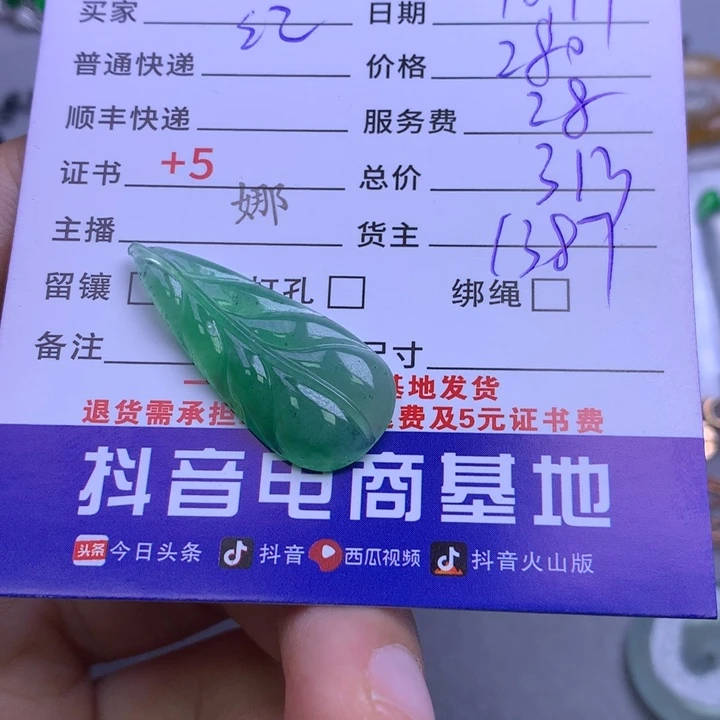 买家 红 日期
普通快递 价格 280
顺丰快递 服务费 28
证书 +5 总价 313
主播 娜 货主 1387
留镶 打孔 绑绳
备注 尺寸
基地发货
退货需承担 费及5元证书费
抖音电商基地
头条 今日头条 抖音 西瓜视频 抖音火山版